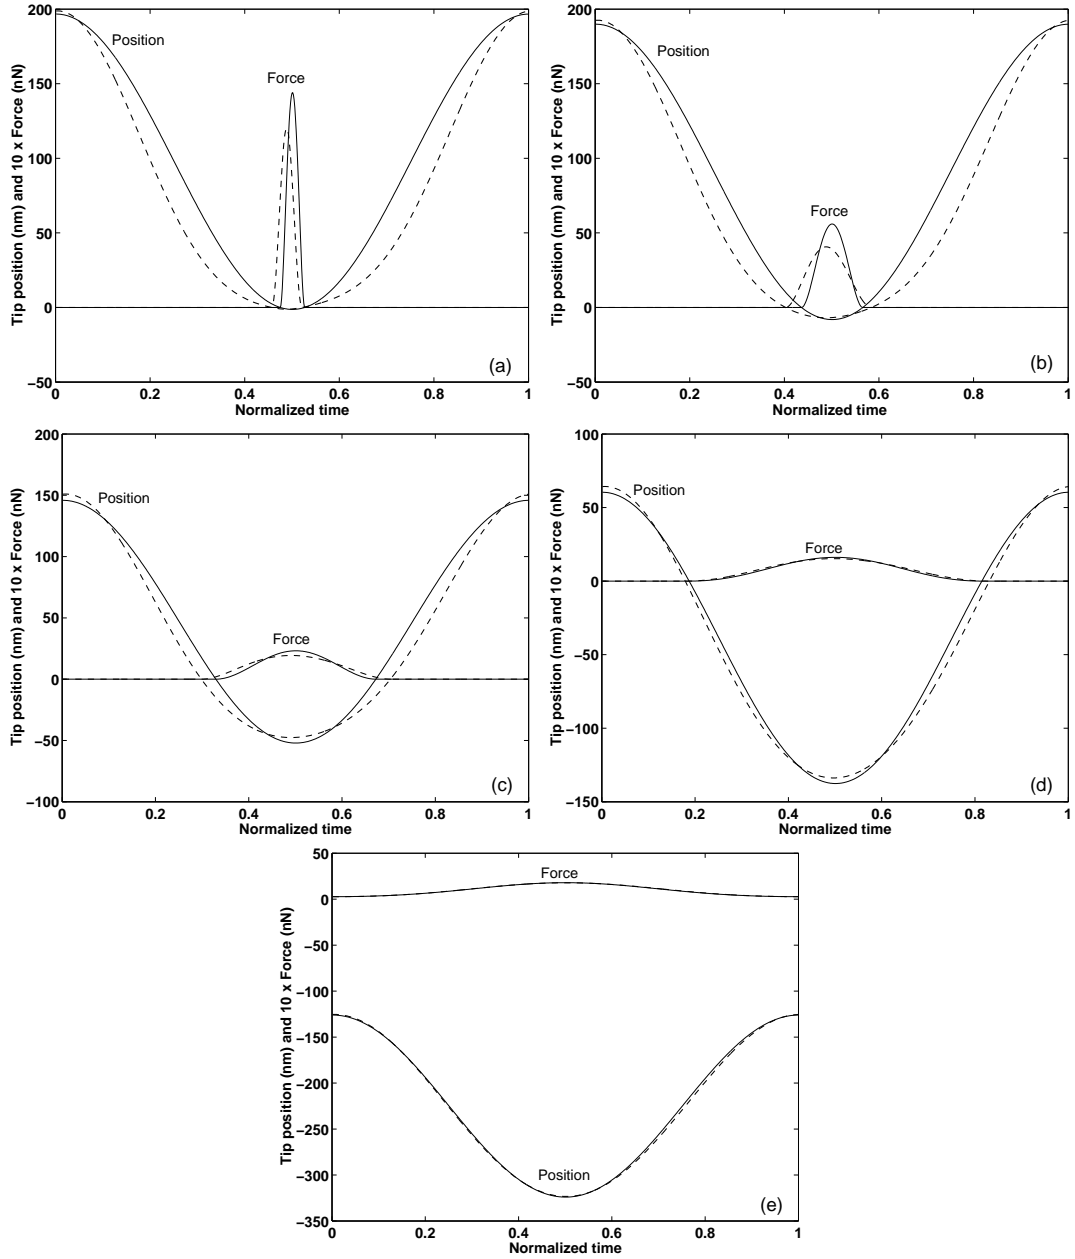 200
150
100
50
0
−50
0
0.2
0.4
0.6
0.8
1
Normalized time
Tip position (nm) and 10 x Force (nN)
Position
Force
(a)
200
150
100
50
0
−50
0
0.2
0.4
0.6
0.8
1
Normalized time
Tip position (nm) and 10 x Force (nN)
Position
Force
(b)
200
150
100
50
0
−50
−100
0
0.2
0.4
0.6
0.8
1
Normalized time
Tip position (nm) and 10 x Force (nN)
Position
Force
(c)
100
50
0
−50
−100
−150
0
0.2
0.4
0.6
0.8
1
Normalized time
Tip position (nm) and 10 x Force (nN)
Position
Force
(d)
50
0
−50
−100
−150
−200
−250
−300
−350
0
0.2
0.4
0.6
0.8
1
Normalized time
Tip position (nm) and 10 x Force (nN)
Force
Position
(e)